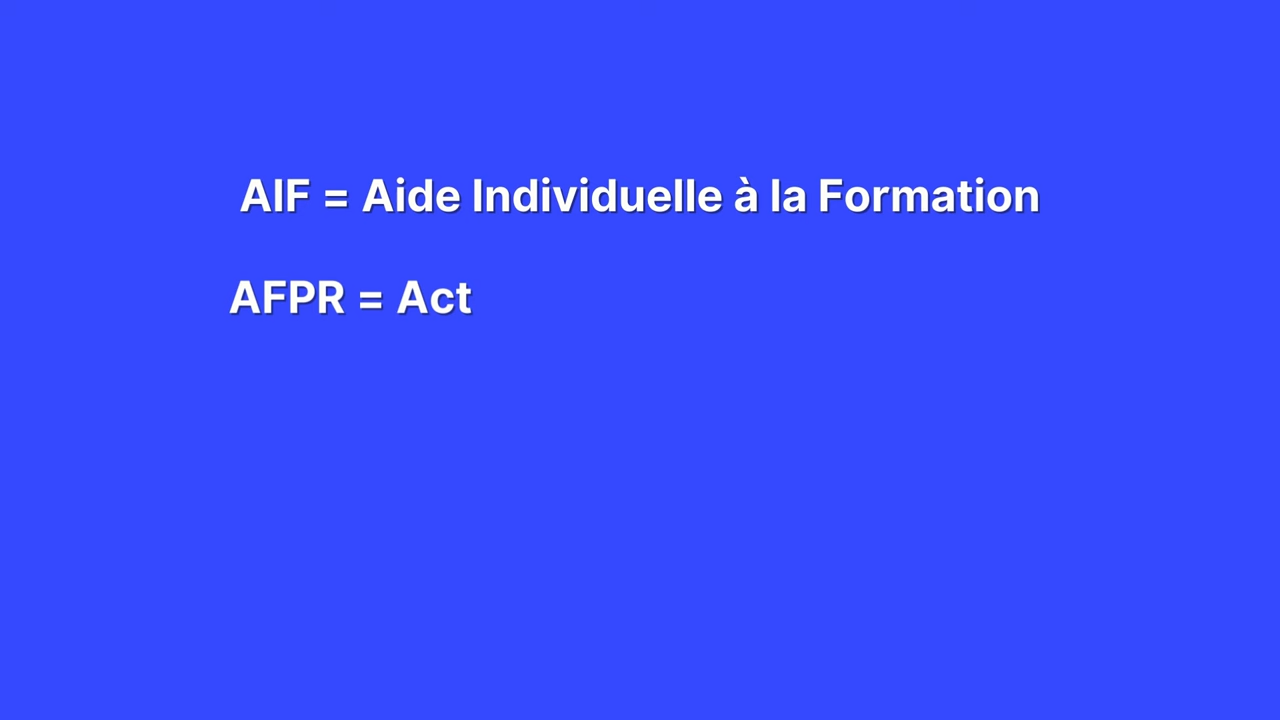 AIF = Aide Individuelle à la Formation
AFPR = Act